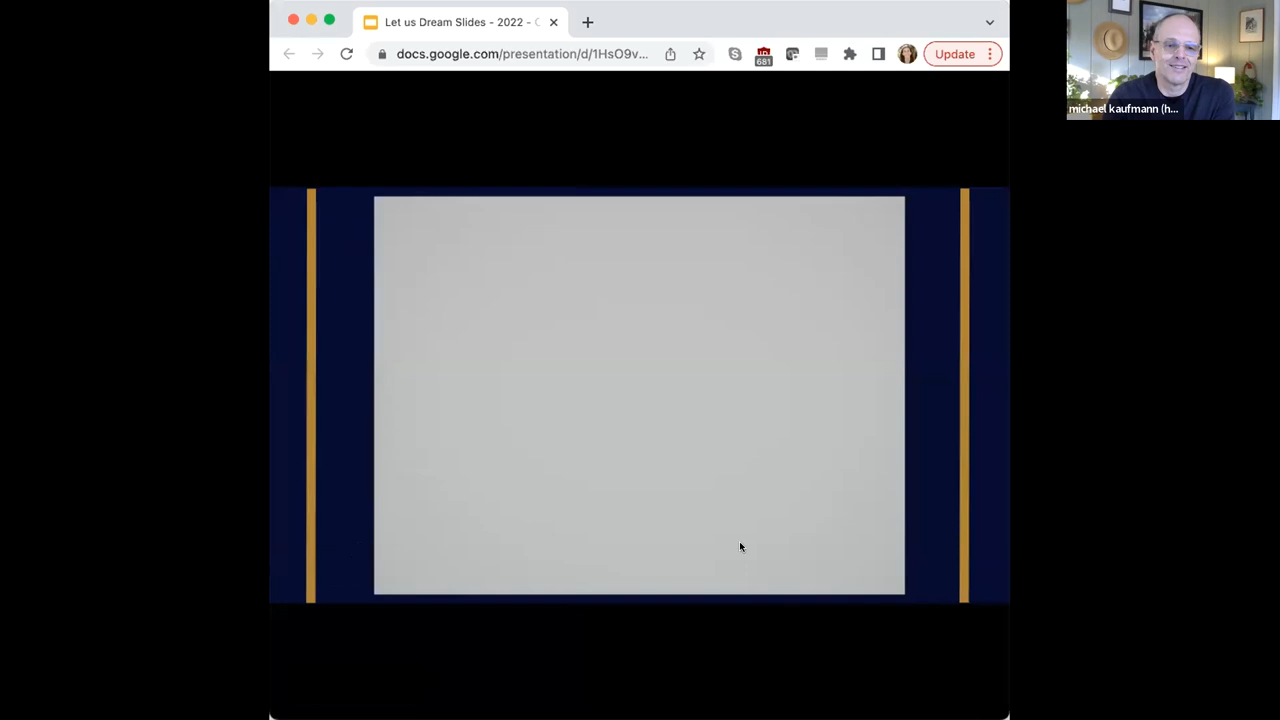 Let us Dream Slides - 2022 -
docs.google.com/presentation/d/1HsO9v...
681
Update
michael kaufmann (h...